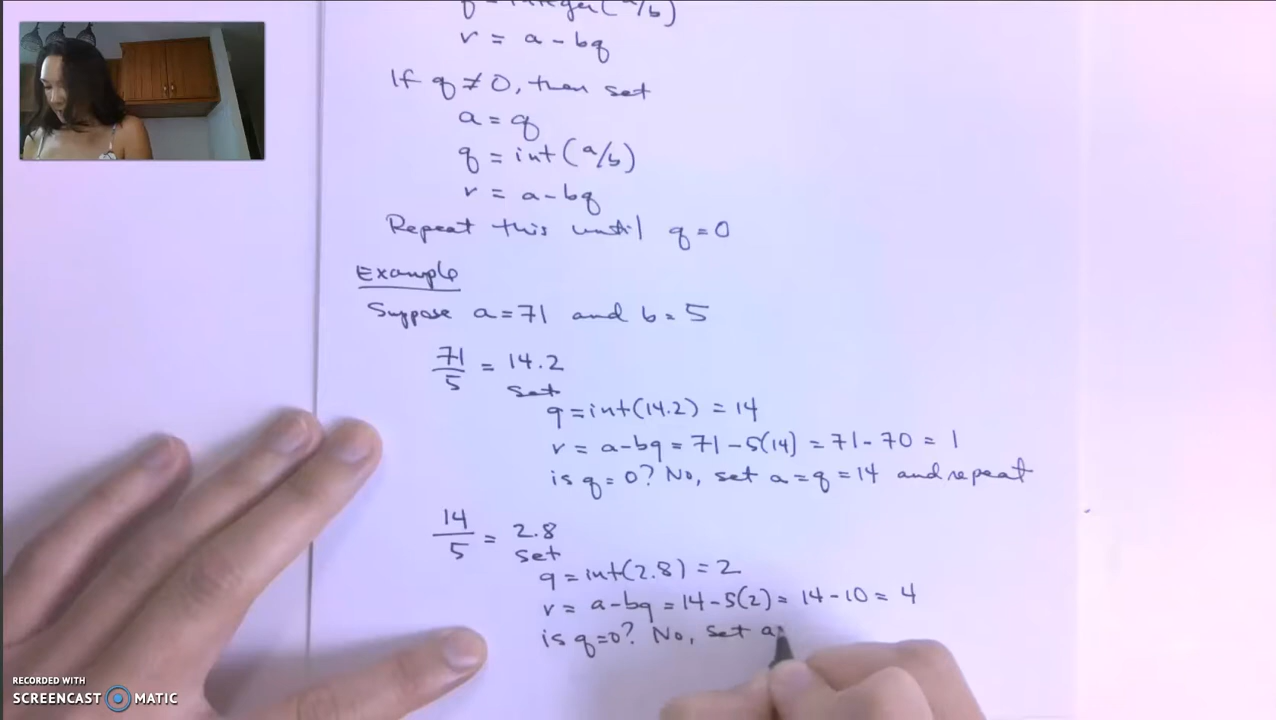 q = integer(a/b)
r = a - bq
If q ≠ 0, then set
a = q
q = int(a/b)
r = a - bq
Repeat this until q = 0
Example
Suppose a = 71 and b = 5
71/5 = 14.2
set
q = int(14.2) = 14
r = a - bq = 71 - 5(14) = 71 - 70 = 1
is q = 0? No, set a = q = 14 and repeat
14/5 = 2.8
set
q = int(2.8) = 2
r = a - bq = 14 - 5(2) = 14 - 10 = 4
is q = 0? No, set a
RECORDED WITH
SCREENCAST MATIC